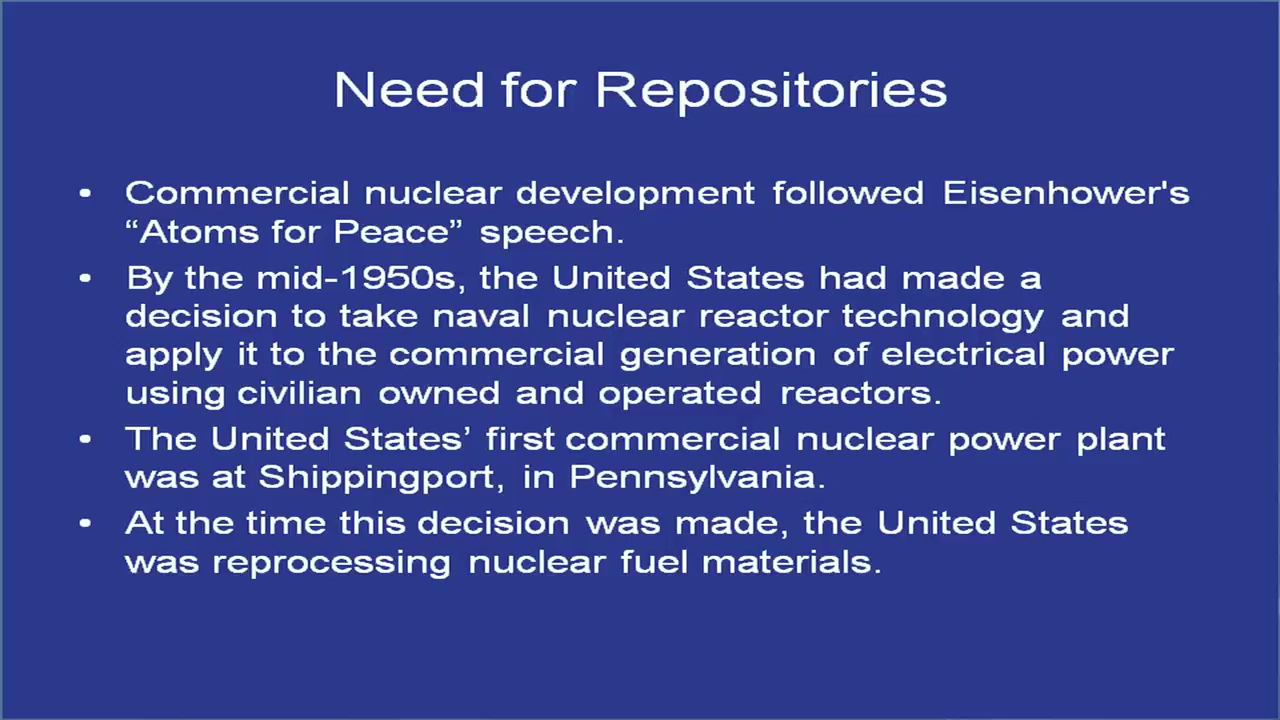 Need for Repositories
• Commercial nuclear development followed Eisenhower's
“Atoms for Peace” speech.
• By the mid-1950s, the United States had made a
decision to take naval nuclear reactor technology and
apply it to the commercial generation of electrical power
using civilian owned and operated reactors.
• The United States’ first commercial nuclear power plant
was at Shippingport, in Pennsylvania.
• At the time this decision was made, the United States
was reprocessing nuclear fuel materials.